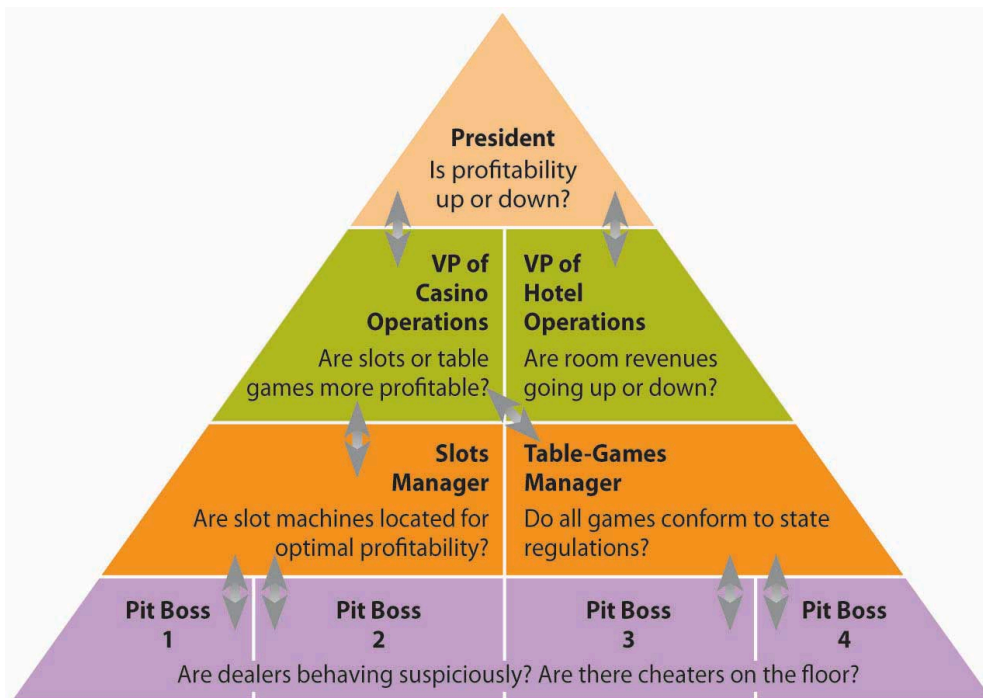 President
Is profitability
up or down?
VP of
Casino
Operations
Are slots or table
games more profitable?
VP of
Hotel
Operations
Are room revenues
going up or down?
Slots
Manager
Are slot machines located for
optimal profitability?
Table-Games
Manager
Do all games conform to state
regulations?
Pit Boss
1
Pit Boss
2
Pit Boss
3
Pit Boss
4
Are dealers behaving suspiciously? Are there cheaters on the floor?